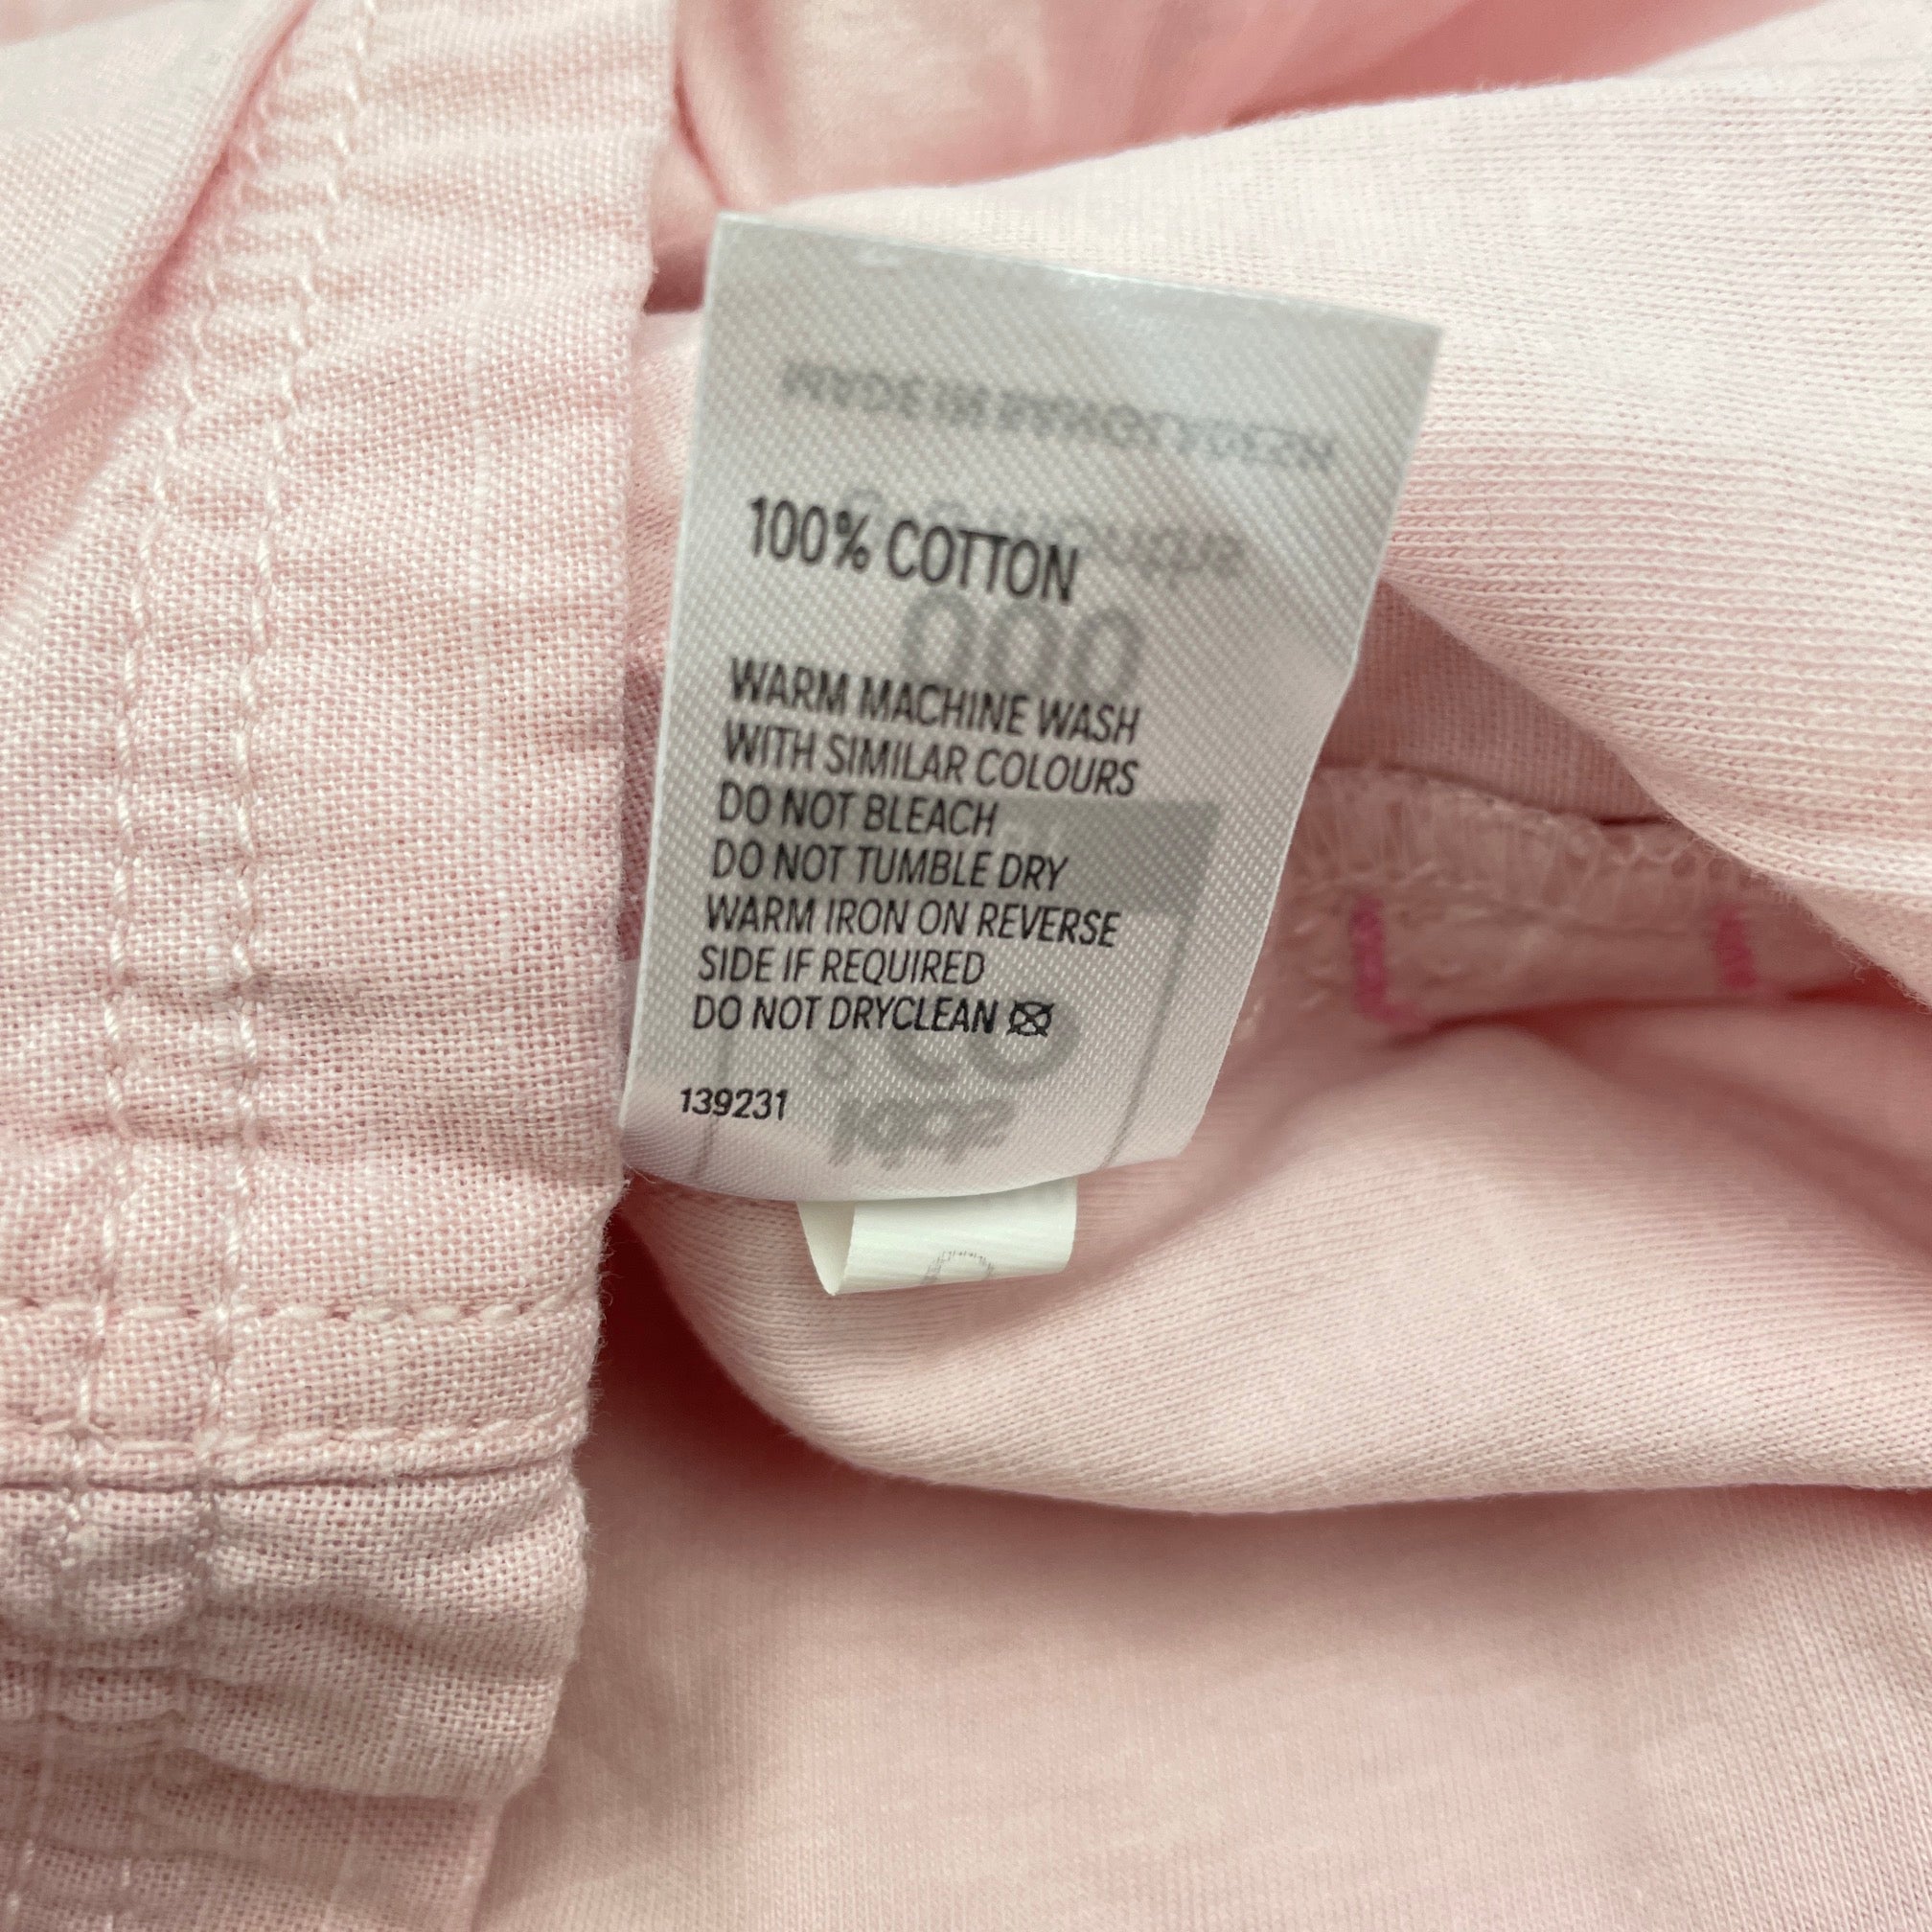 100% COTTON
000
WARM MACHINE WASH
WITH SIMILAR COLOURS
DO NOT BLEACH
DO NOT TUMBLE DRY
WARM IRON ON REVERSE
SIDE IF REQUIRED
DO NOT DRYCLEAN
139231